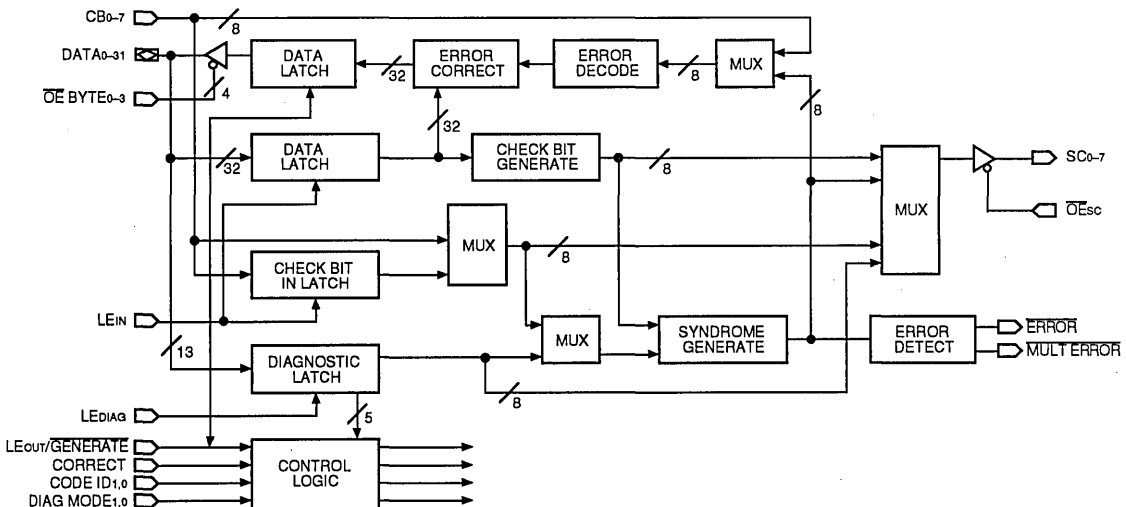 CB0–7
8
DATA0–31
DATA
LATCH
32
ERROR
CORRECT
ERROR
DECODE
8
MUX
OE BYTE0–3
4
8
32
32
DATA
LATCH
CHECK BIT
GENERATE
8
SC0–7
MUX
OESC
MUX
8
CHECK BIT
IN LATCH
LEIN
13
MUX
SYNDROME
GENERATE
ERROR
DETECT
ERROR
MULT ERROR
DIAGNOSTIC
LATCH
8
LEDIAG
5
LEOUT/GENERATE
CORRECT
CODE ID1,0
DIAG MODE1,0
CONTROL
LOGIC